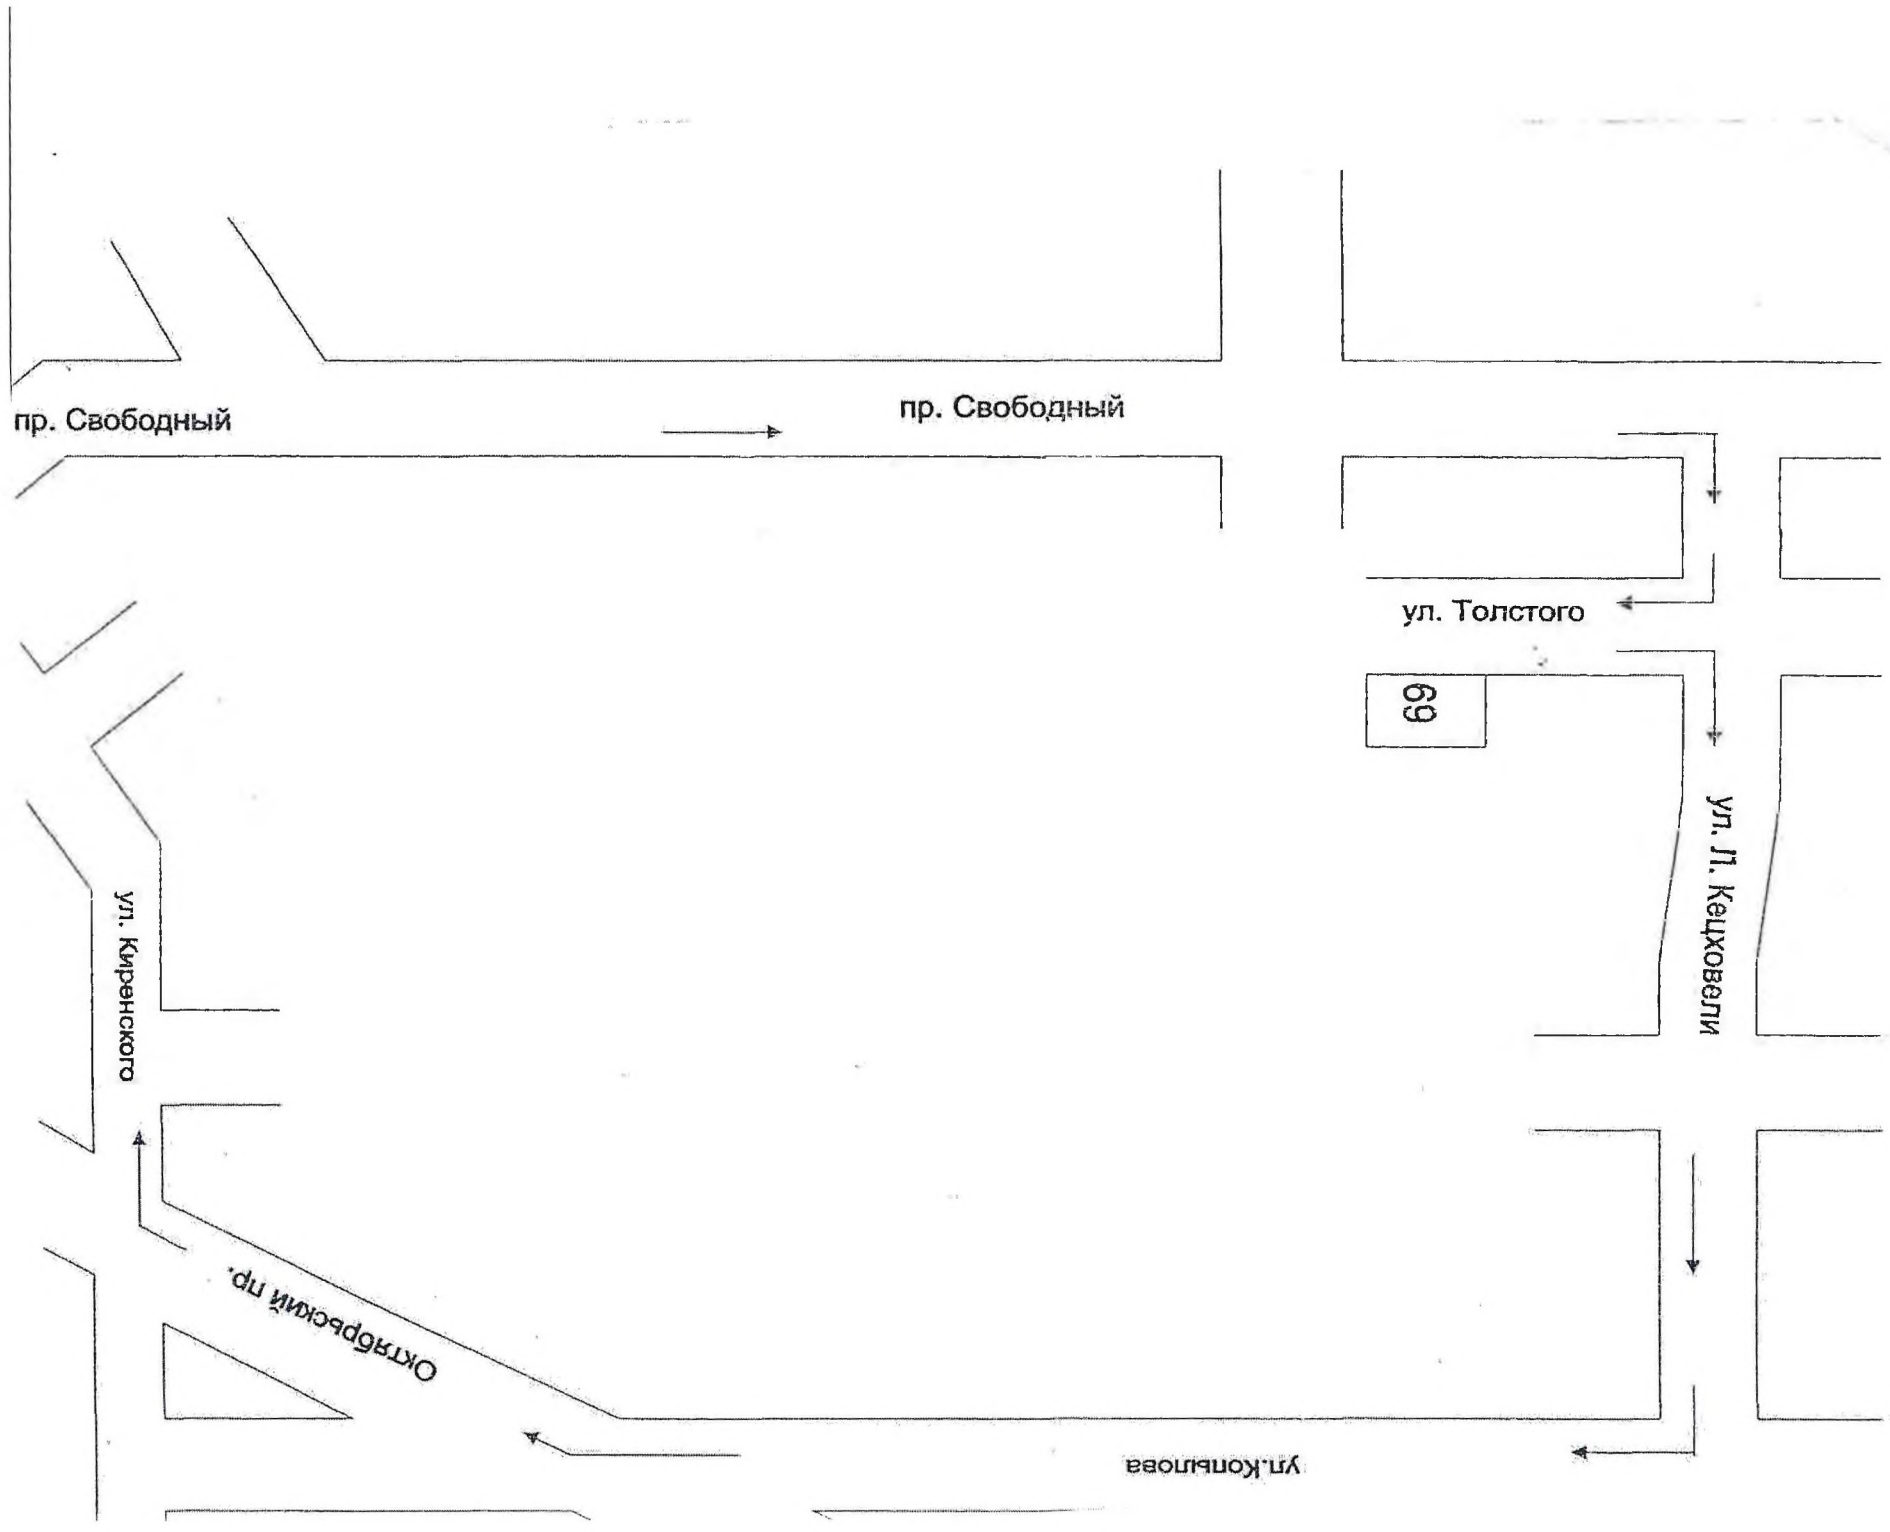 пр. Свободный
пр. Свободный
ул. Толстого
69
ул. Л. Кецховели
ул. Киренского
Октябрьский пр.
ул.Копылова